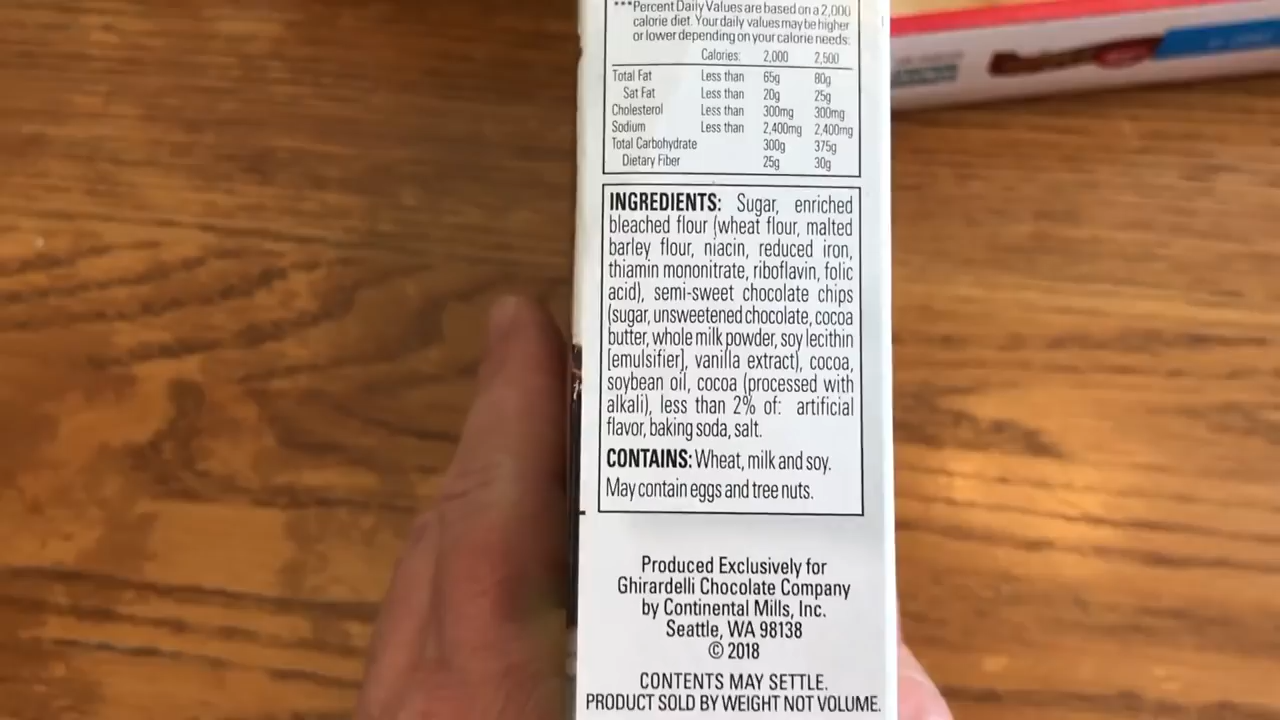 ***Percent Daily Values are based on a 2,000
calorie diet. Your daily values may be higher
or lower depending on your calorie needs:
Calories: 2,000 2,500
Total Fat Less than 65g 80g
Sat Fat Less than 20g 25g
Cholesterol Less than 300mg 300mg
Sodium Less than 2,400mg 2,400mg
Total Carbohydrate 300g 375g
Dietary Fiber 25g 30g
INGREDIENTS: Sugar, enriched
bleached flour (wheat flour, malted
barley flour, niacin, reduced iron,
thiamin mononitrate, riboflavin, folic
acid), semi-sweet chocolate chips
(sugar, unsweetened chocolate, cocoa
butter, whole milk powder, soy lecithin
[emulsifier], vanilla extract), cocoa,
soybean oil, cocoa (processed with
alkali), less than 2% of: artificial
flavor, baking soda, salt.
CONTAINS: Wheat, milk and soy.
May contain eggs and tree nuts.
Produced Exclusively for
Ghirardelli Chocolate Company
by Continental Mills, Inc.
Seattle, WA 98138
© 2018
CONTENTS MAY SETTLE.
PRODUCT SOLD BY WEIGHT NOT VOLUME.